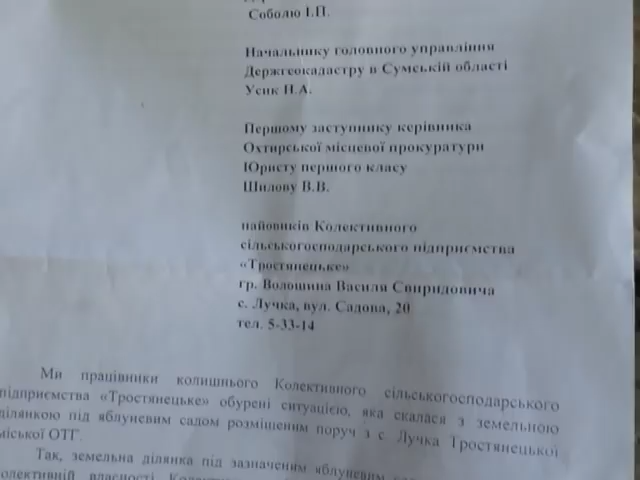 Соболю І.П.
Начальнику головного управління
Держгеокадастру в Сумській області
Усик Н.А.
Першому заступнику керівника
Охтирської місцевої прокуратури
Юристу першого класу
Шилову В.В.
пайовиків Колективного
сільськогосподарського підприємства
«Тростянецьке»
гр. Волошина Василя Свиридовича
с. Лучка, вул. Садова, 20
тел. 5-33-14
Ми працівники колишнього Колективного сільськогосподарського
підприємства «Тростянецьке» обурені ситуацією, яка скалася з земельною
ділянкою під яблуневим садом розміщеним поруч з с. Лучка Тростянецької
міської ОТГ.
Так, земельна ділянка під зазначеним яблуневим
колективній власності